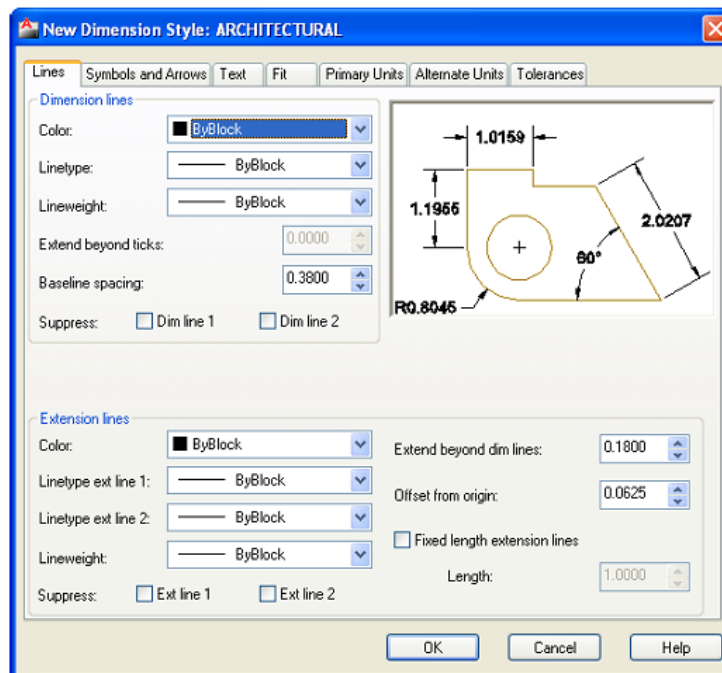 New Dimension Style: ARCHITECTURAL
Lines Symbols and Arrows Text Fit Primary Units Alternate Units Tolerances
Dimension lines
Color: ByBlock
Linetype: ByBlock
Lineweight: ByBlock
Extend beyond ticks: 0.0000
Baseline spacing: 0.3800
Suppress: Dim line 1 Dim line 2
1.0159
1.1955
2.0207
60°
R0.8045
Extension lines
Color: ByBlock
Linetype ext line 1: ByBlock
Linetype ext line 2: ByBlock
Lineweight: ByBlock
Suppress: Ext line 1 Ext line 2
Extend beyond dim lines: 0.1800
Offset from origin: 0.0625
Fixed length extension lines
Length: 1.0000
OK Cancel Help